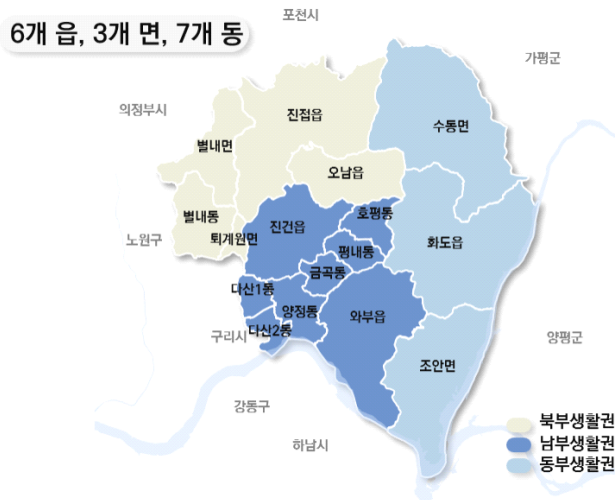 포천시
6개 읍, 3개 면, 7개 동
가평군
의정부시
진접읍
수동면
별내면
오남읍
별내동
호평동
진건읍
퇴계원면
노원구
화도읍
평내동
금곡동
다산1동
양정동
와부읍
다산2동
구리시
양평군
조안면
강동구
하남시
북부생활권
남부생활권
동부생활권